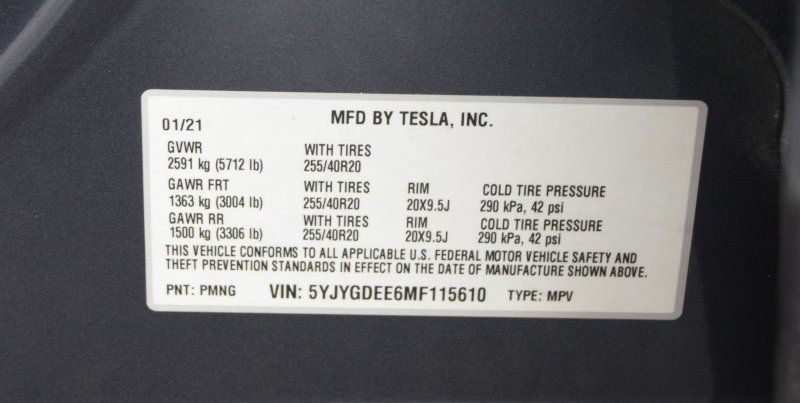 01/21 MFD BY TESLA, INC.
GVWR WITH TIRES
2591 kg (5712 lb) 255/40R20
GAWR FRT WITH TIRES RIM COLD TIRE PRESSURE
1363 kg (3004 lb) 255/40R20 20X9.5J 290 kPa, 42 psi
GAWR RR WITH TIRES RIM COLD TIRE PRESSURE
1500 kg (3306 lb) 255/40R20 20X9.5J 290 kPa, 42 psi
THIS VEHICLE CONFORMS TO ALL APPLICABLE U.S. FEDERAL MOTOR VEHICLE SAFETY AND
THEFT PREVENTION STANDARDS IN EFFECT ON THE DATE OF MANUFACTURE SHOWN ABOVE.
PNT: PMNG VIN: 5YJYGDEE6MF115610 TYPE: MPV